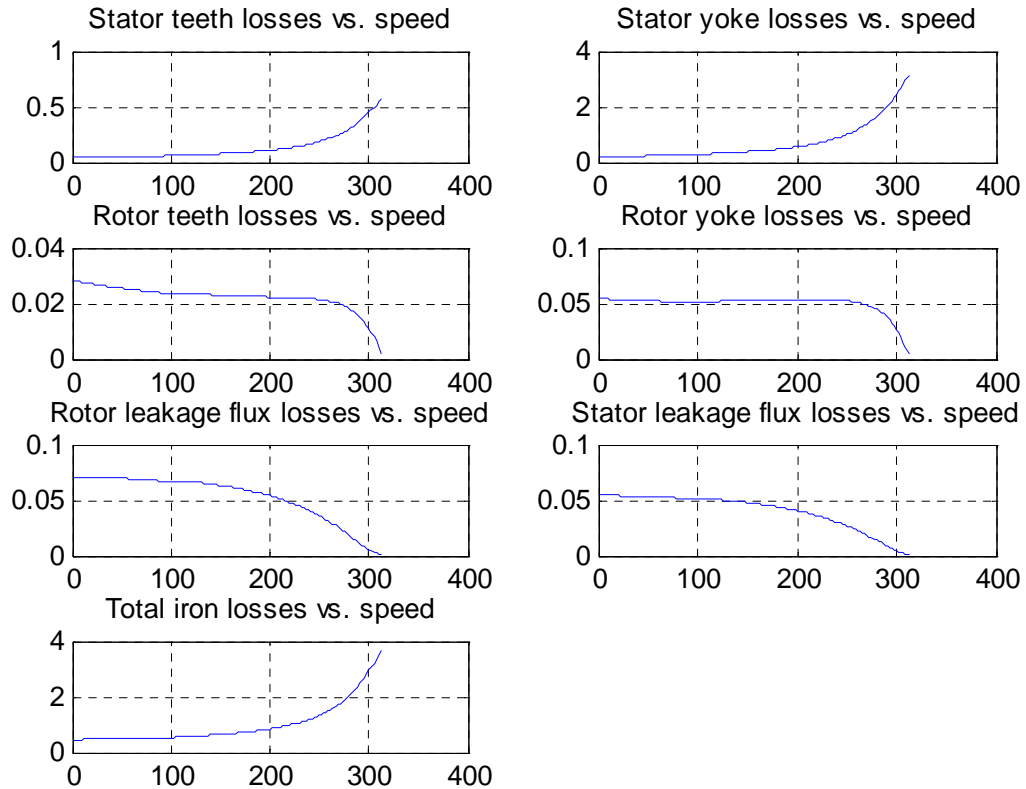 Stator teeth losses vs. speed
1
0.5
0
0 100 200 300 400
Stator yoke losses vs. speed
4
2
0
0 100 200 300 400
Rotor teeth losses vs. speed
0.04
0.02
0
0 100 200 300 400
Rotor yoke losses vs. speed
0.1
0.05
0
0 100 200 300 400
Rotor leakage flux losses vs. speed
0.1
0.05
0
0 100 200 300 400
Stator leakage flux losses vs. speed
0.1
0.05
0
0 100 200 300 400
Total iron losses vs. speed
4
2
0
0 100 200 300 400